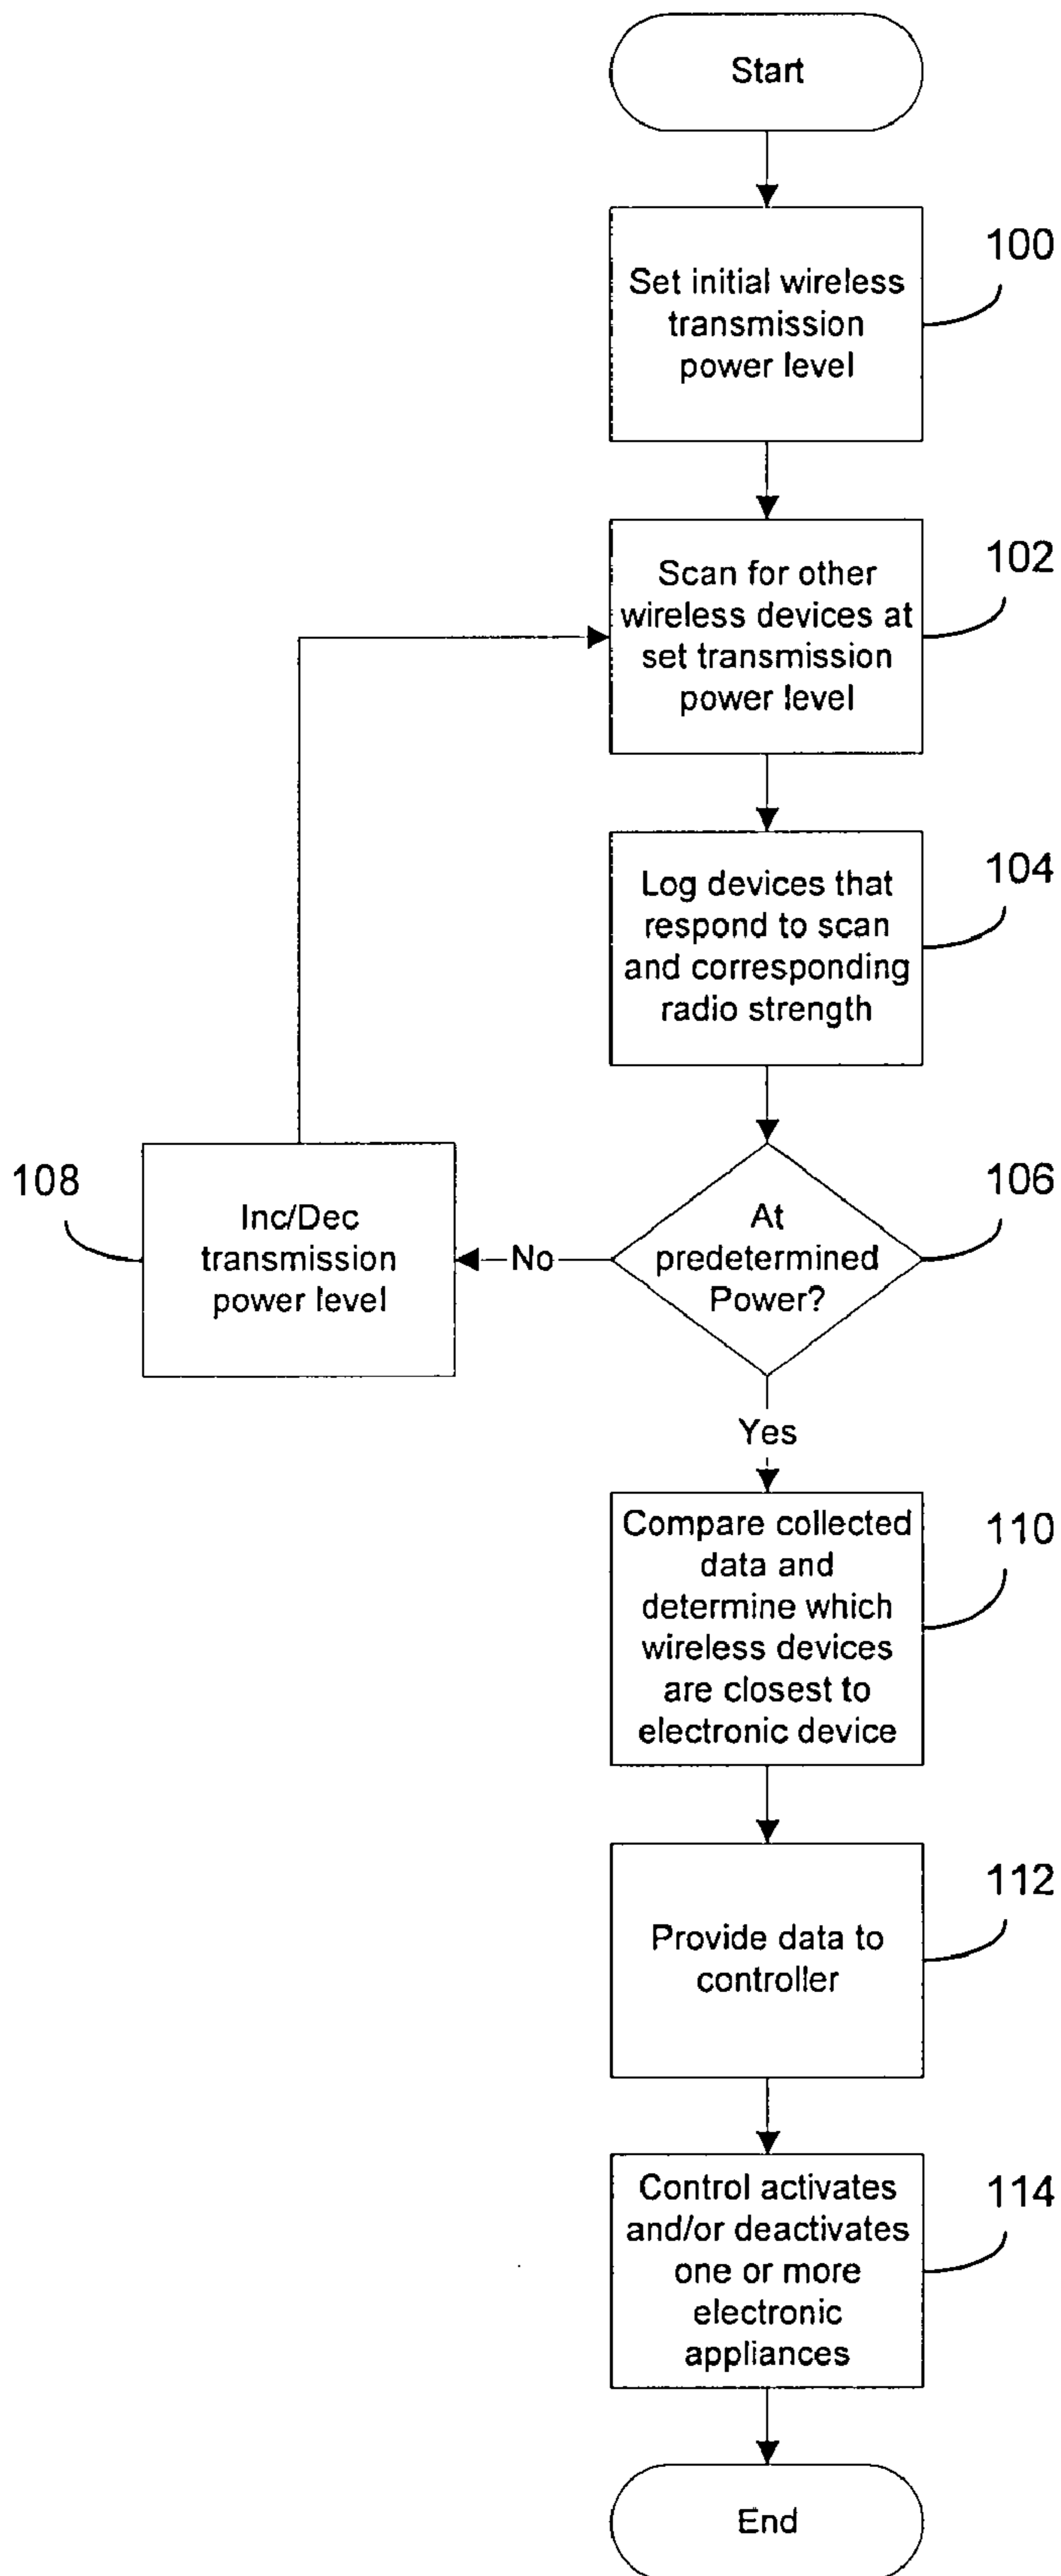 Start
100
Set initial wireless
transmission
power level
102
Scan for other
wireless devices at
set transmission
power level
104
Log devices that
respond to scan
and corresponding
radio strength
108
Inc/Dec
transmission
power level
No
106
At
predetermined
Power?
Yes
110
Compare collected
data and
determine which
wireless devices
are closest to
electronic device
112
Provide data to
controller
114
Control activates
and/or deactivates
one or more
electronic
appliances
End